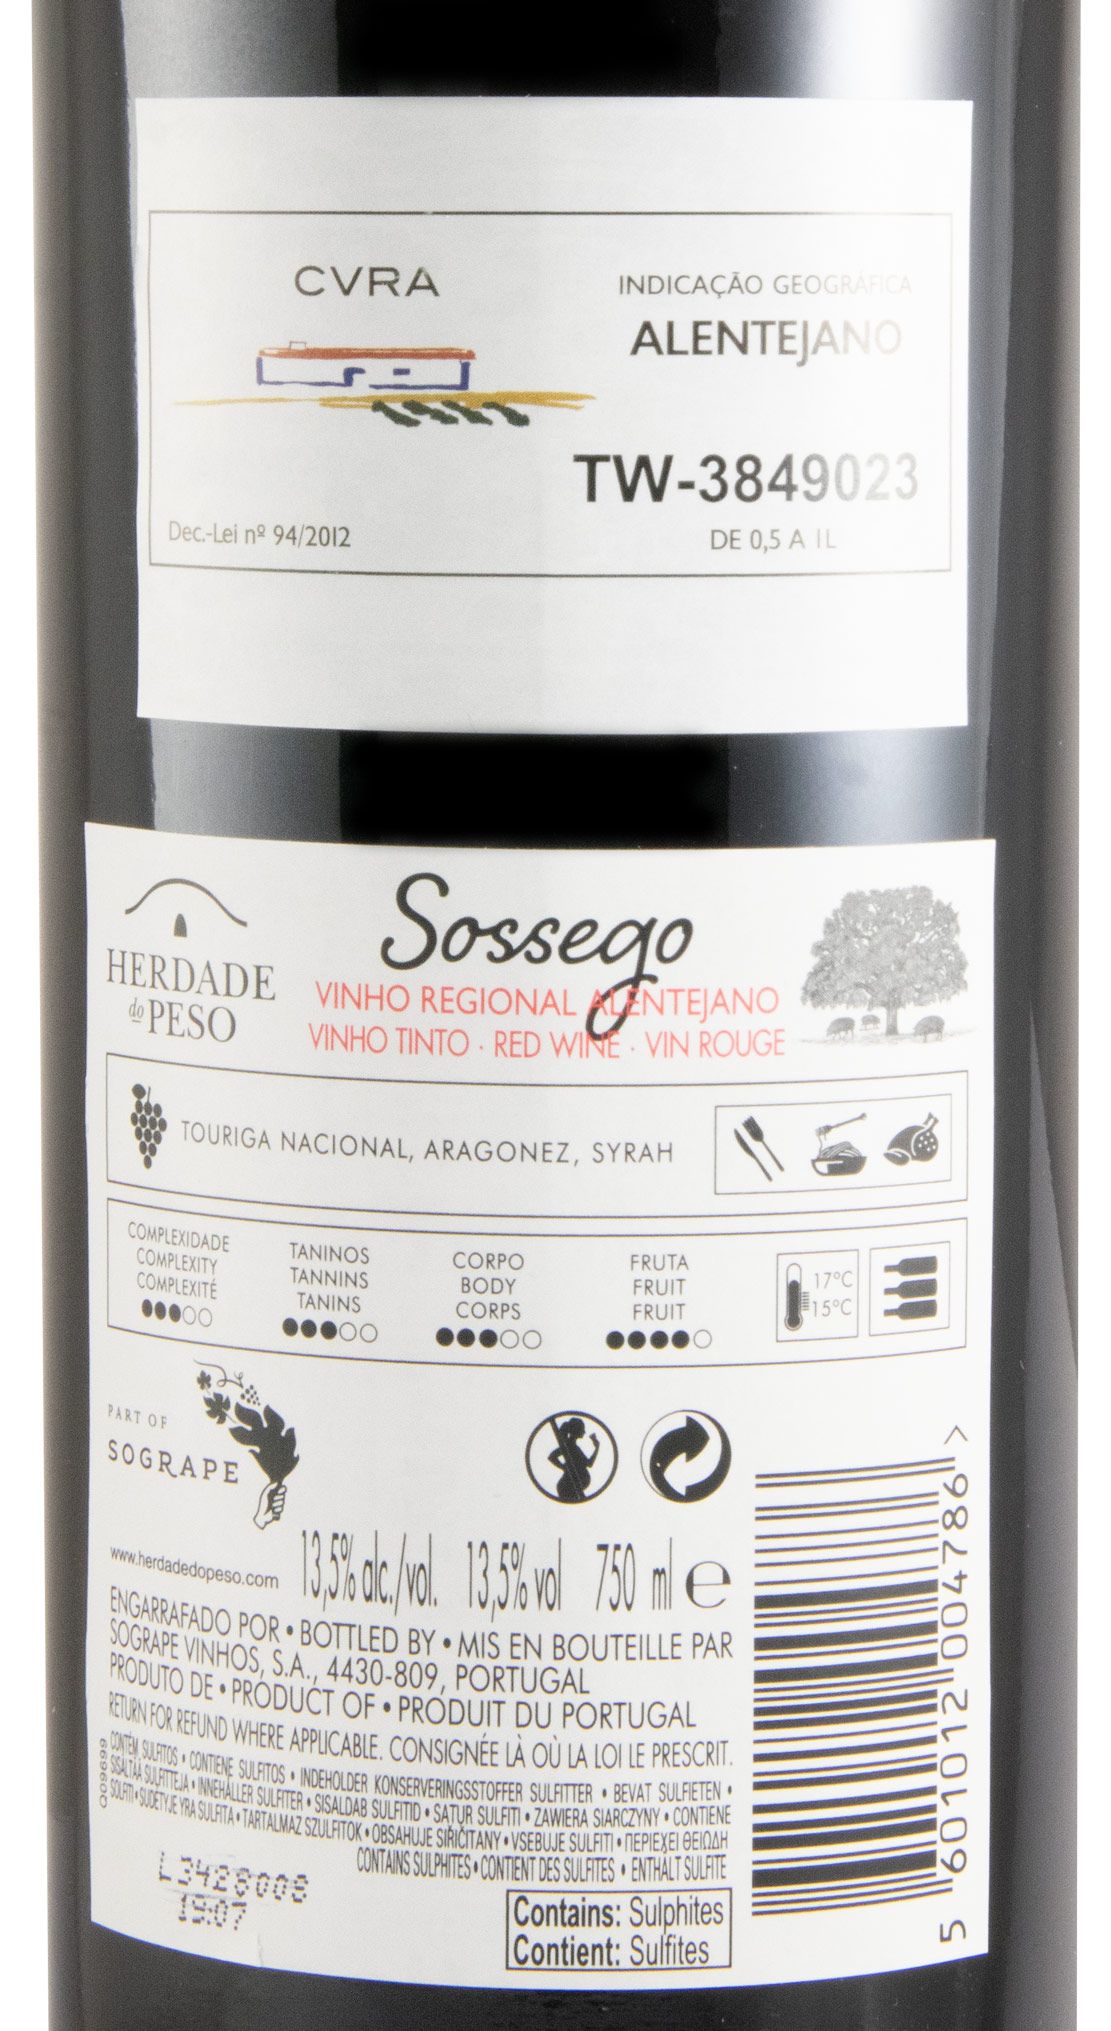 CVRA
INDICAÇÃO GEOGRÁFICA
ALENTEJANO
TW-3849023
Dec.-Lei nº 94/2012
DE 0,5 A 1L
Sossego
HERDADE
do PESO
VINHO REGIONAL ALENTEJANO
VINHO TINTO · RED WINE · VIN ROUGE
TOURIGA NACIONAL, ARAGONEZ, SYRAH
COMPLEXIDADE
COMPLEXITY
COMPLEXITÉ
TANINOS
TANNINS
TANINS
CORPO
BODY
CORPS
FRUTA
FRUIT
FRUIT
17ºC
15ºC
PART OF
SOGRAPE
www.herdadedopeso.com
13,5% alc./vol. 13,5% vol 750 ml e
ENGARRAFADO POR • BOTTLED BY • MIS EN BOUTEILLE PAR
SOGRAPE VINHOS, S.A., 4430-809, PORTUGAL
PRODUTO DE • PRODUCT OF • PRODUIT DU PORTUGAL
RETURN FOR REFUND WHERE APPLICABLE. CONSIGNÉE LÀ OÙ LA LOI LE PRESCRIT.
CONTÉM SULFITOS • CONTIENE SULFITOS • INDEHOLDER KONSERVERINGSSTOFFER SULFITTER • BEVAT SULFIETEN •
SISÄLTÄÄ SULFIITTEJA • INNEHÅLLER SULFITER • SISALDAB SULFITID • SATUR SULFITI • ZAWIERA SIARCZYNY • CONTIENE
SOLFITI • SUDĖTYJE YRA SULFITA • TARTALMAZ SZULFITOK • OBSAHUJE SIŘIČITANY • VSEBUJE SULFITI • ΠΕΡΙΕΧΕΙ ΘΕΙΩΔΗ
CONTAINS SULPHITES • CONTIENT DES SULFITES • ENTHÄLT SULFITE
L3428008
19:07
Contains: Sulphites
Contient: Sulfites
5 601012 004786 >